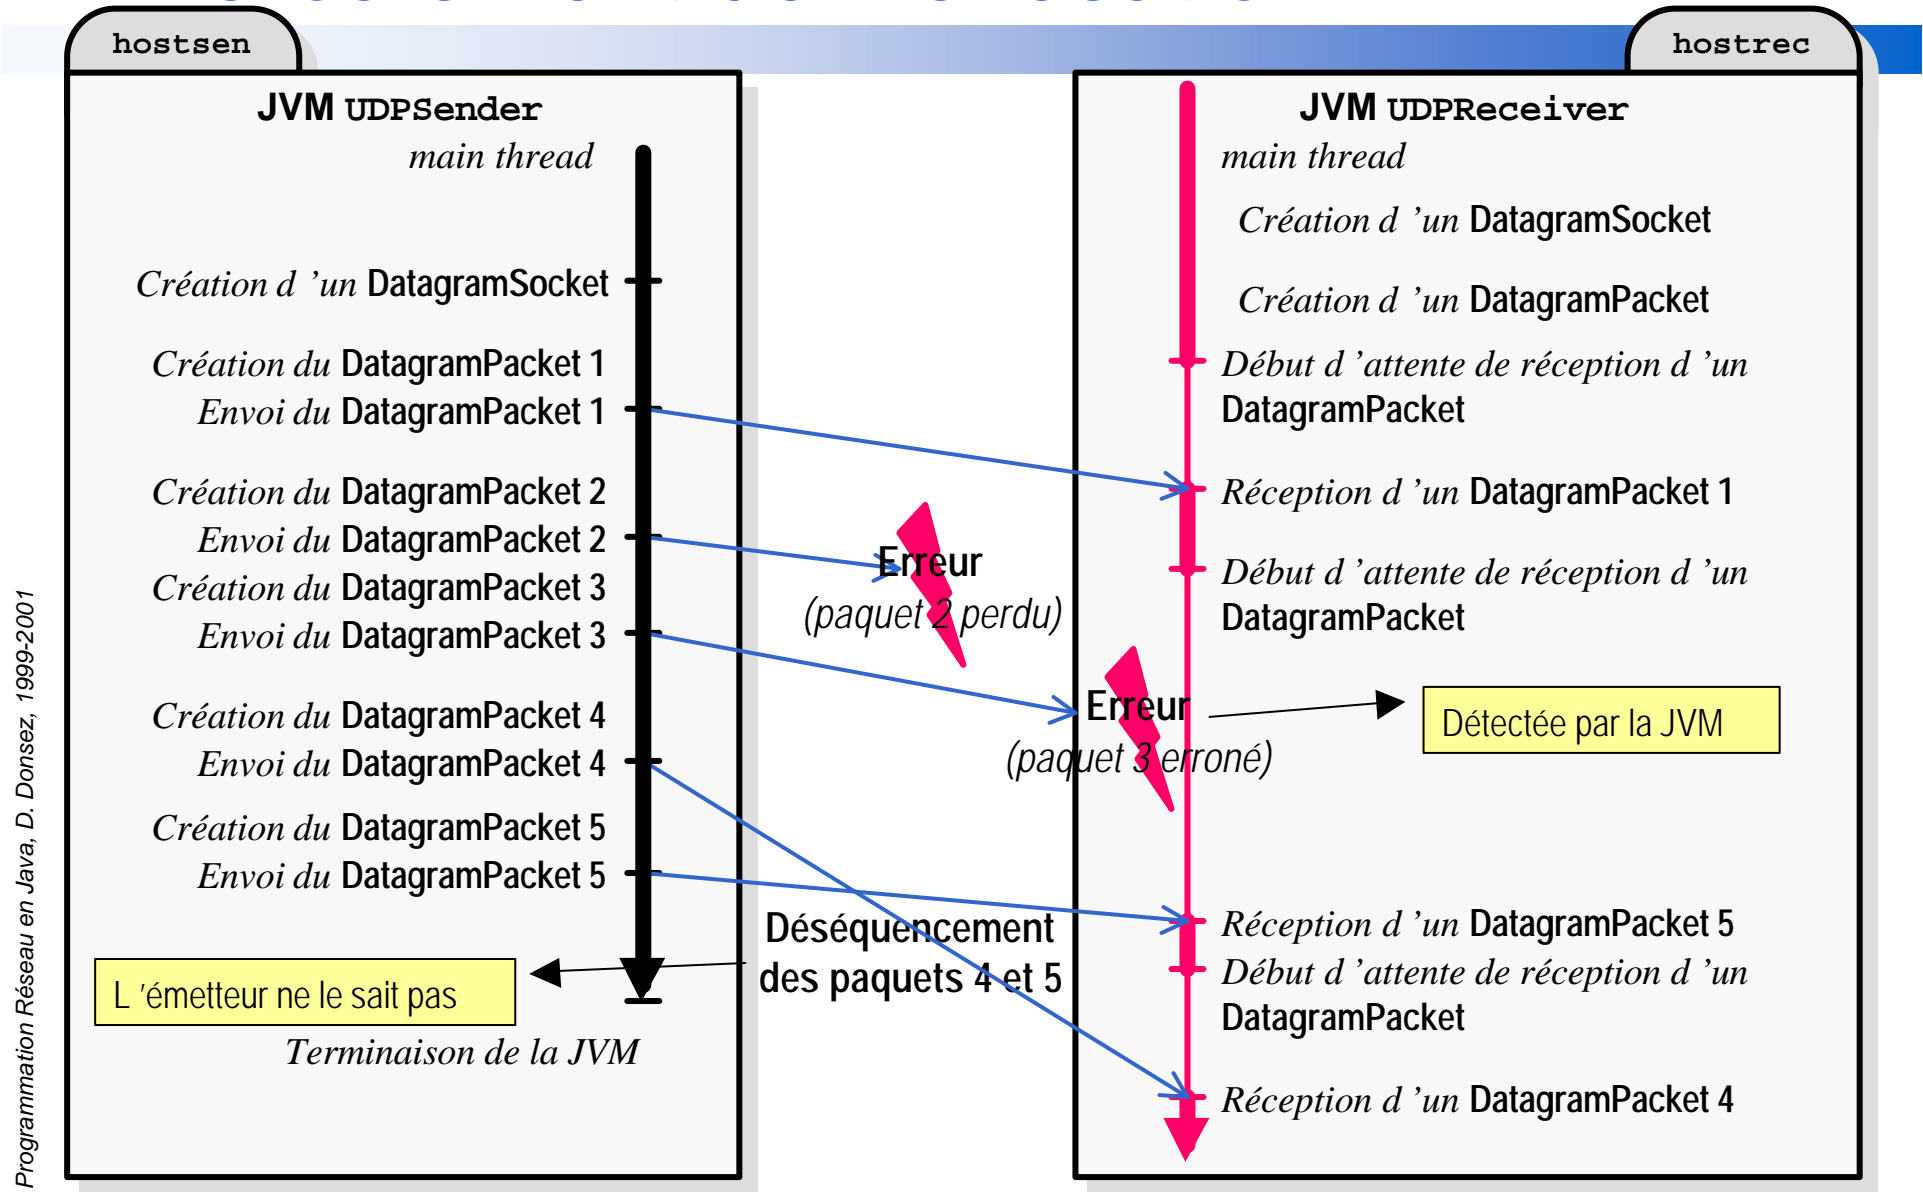 hostsen
hostrec
JVM UDPSender
main thread
Création d ’un DatagramSocket
Création du DatagramPacket 1
Envoi du DatagramPacket 1
Création du DatagramPacket 2
Envoi du DatagramPacket 2
Création du DatagramPacket 3
Envoi du DatagramPacket 3
Création du DatagramPacket 4
Envoi du DatagramPacket 4
Création du DatagramPacket 5
Envoi du DatagramPacket 5
L ’émetteur ne le sait pas
Terminaison de la JVM
Erreur
(paquet 2 perdu)
Erreur
(paquet 3 erroné)
Déséquencement
des paquets 4 et 5
JVM UDPReceiver
main thread
Création d ’un DatagramSocket
Création d ’un DatagramPacket
Début d ’attente de réception d ’un
DatagramPacket
Réception d ’un DatagramPacket 1
Début d ’attente de réception d ’un
DatagramPacket
Détectée par la JVM
Réception d ’un DatagramPacket 5
Début d ’attente de réception d ’un
DatagramPacket
Réception d ’un DatagramPacket 4
Programmation Réseau en Java, D. Donsez, 1999-2001